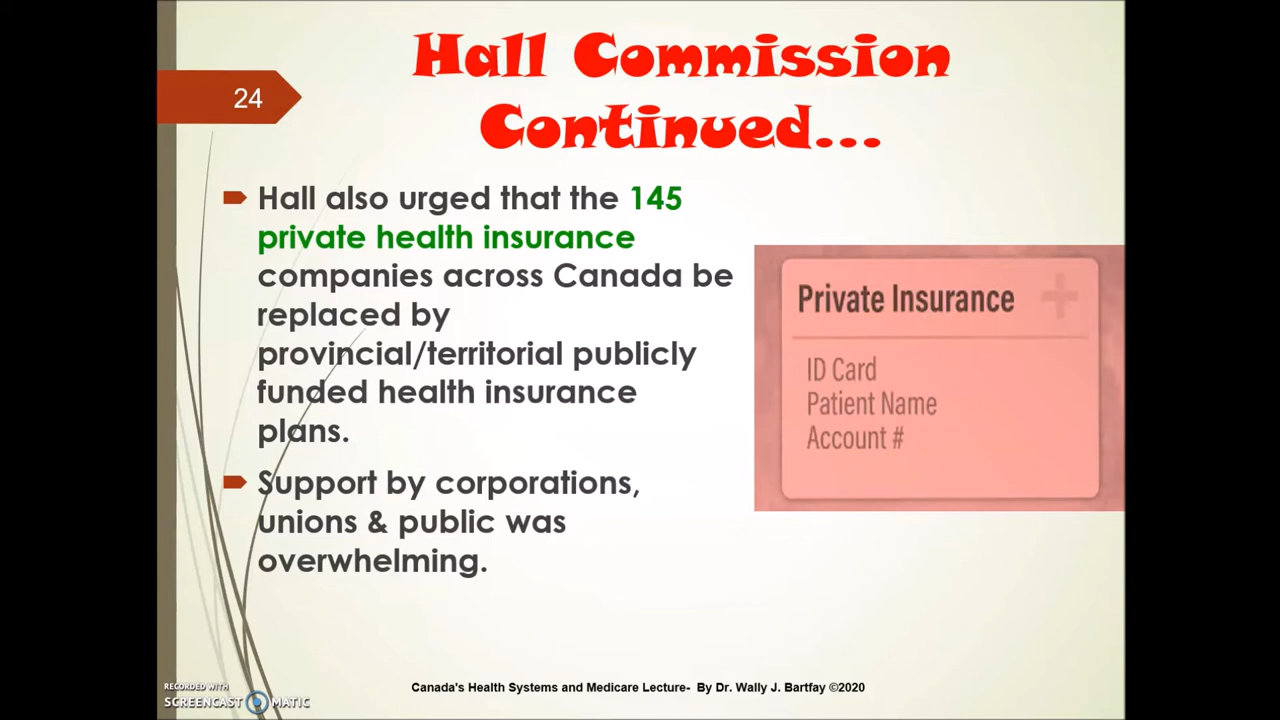 24
Hall Commission
Continued...
Hall also urged that the 145
private health insurance
companies across Canada be
replaced by
provincial/territorial publicly
funded health insurance
plans.
Support by corporations,
unions & public was
overwhelming.
Private Insurance
ID Card
Patient Name
Account #
Canada's Health Systems and Medicare Lecture- By Dr. Wally J. Bartfay ©2020
RECORDED WITH
SCREENCAST MATIC